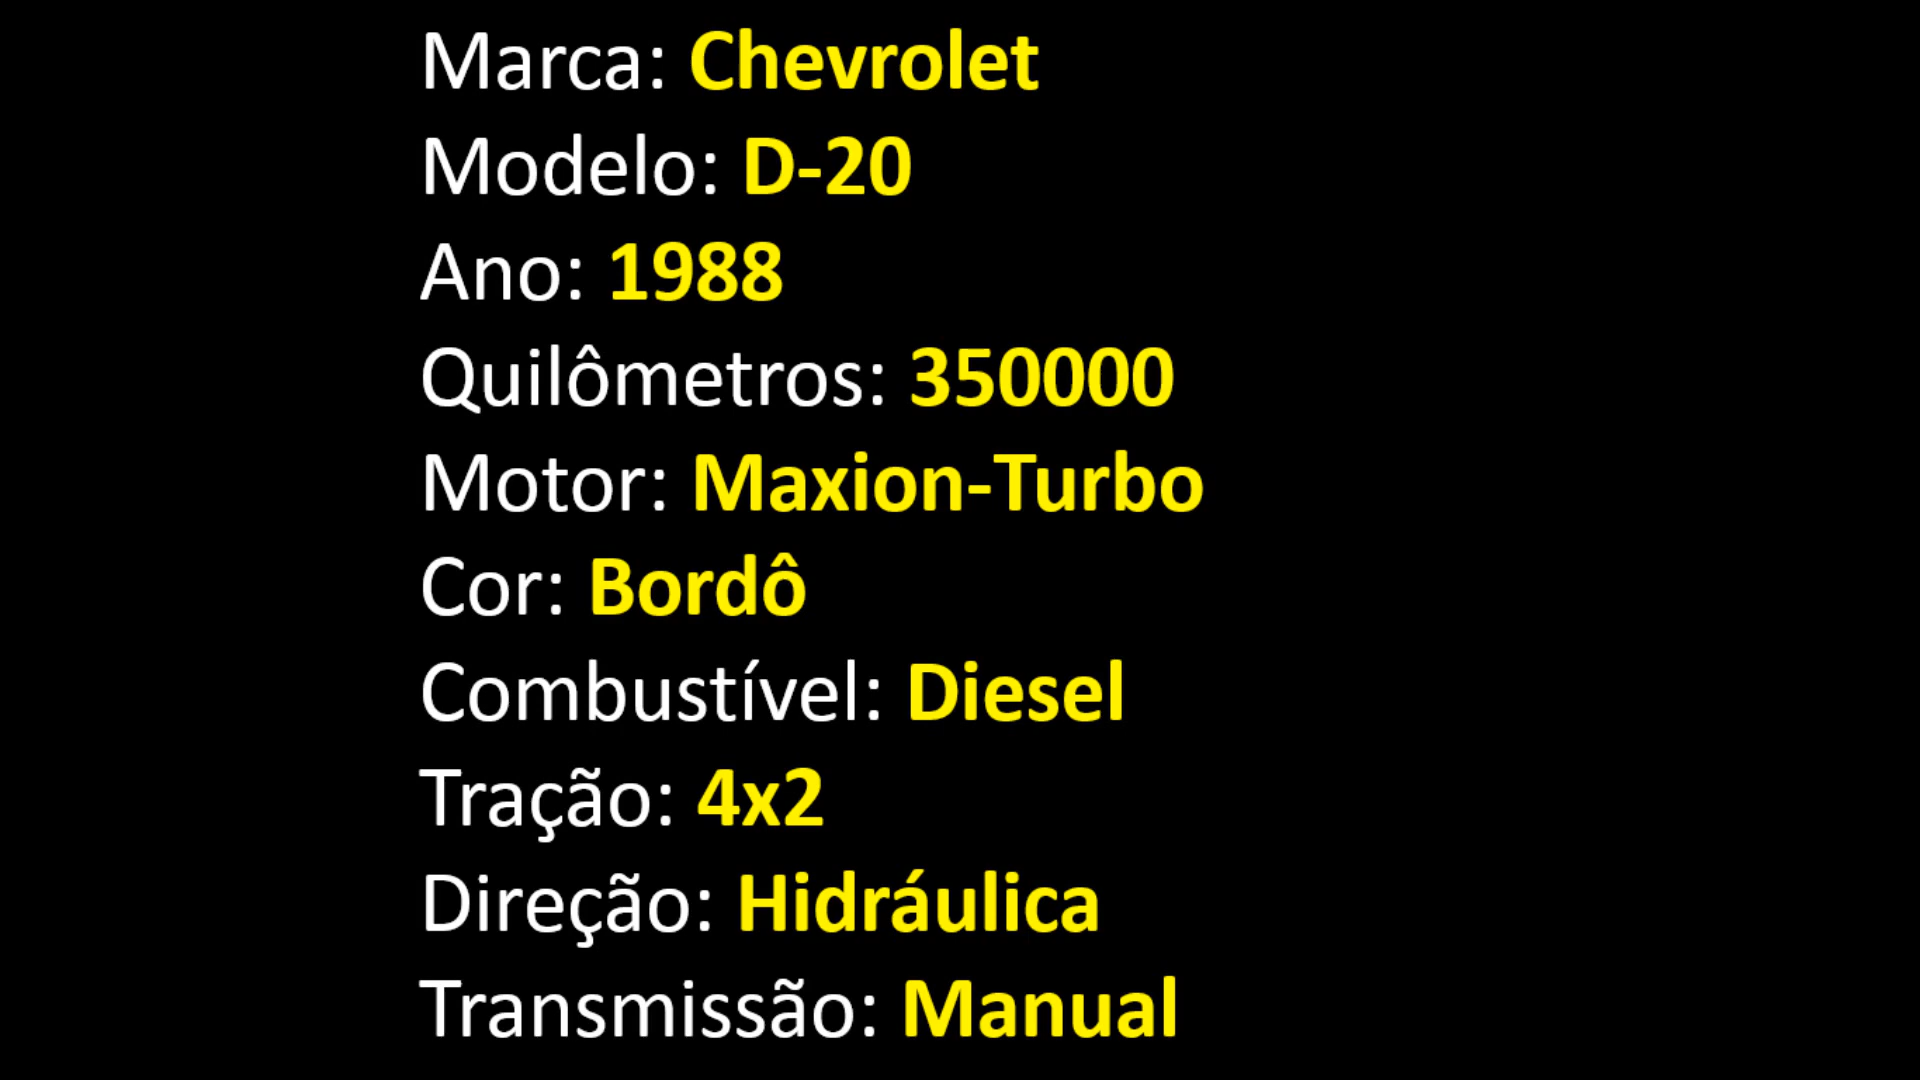 Marca: Chevrolet
Modelo: D-20
Ano: 1988
Quilômetros: 350000
Motor: Maxion-Turbo
Cor: Bordô
Combustível: Diesel
Tração: 4x2
Direção: Hidráulica
Transmissão: Manual